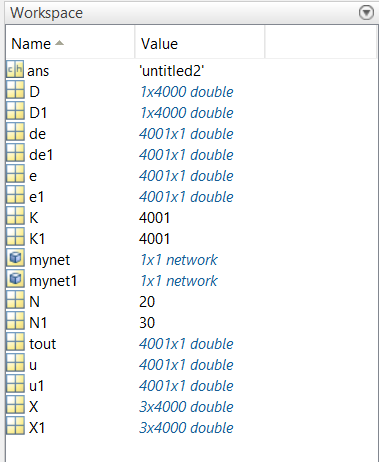 Workspace
Name Value
ans 'untitled2'
D 1x4000 double
D1 1x4000 double
de 4001x1 double
de1 4001x1 double
e 4001x1 double
e1 4001x1 double
K 4001
K1 4001
mynet 1x1 network
mynet1 1x1 network
N 20
N1 30
tout 4001x1 double
u 4001x1 double
u1 4001x1 double
X 3x4000 double
X1 3x4000 double